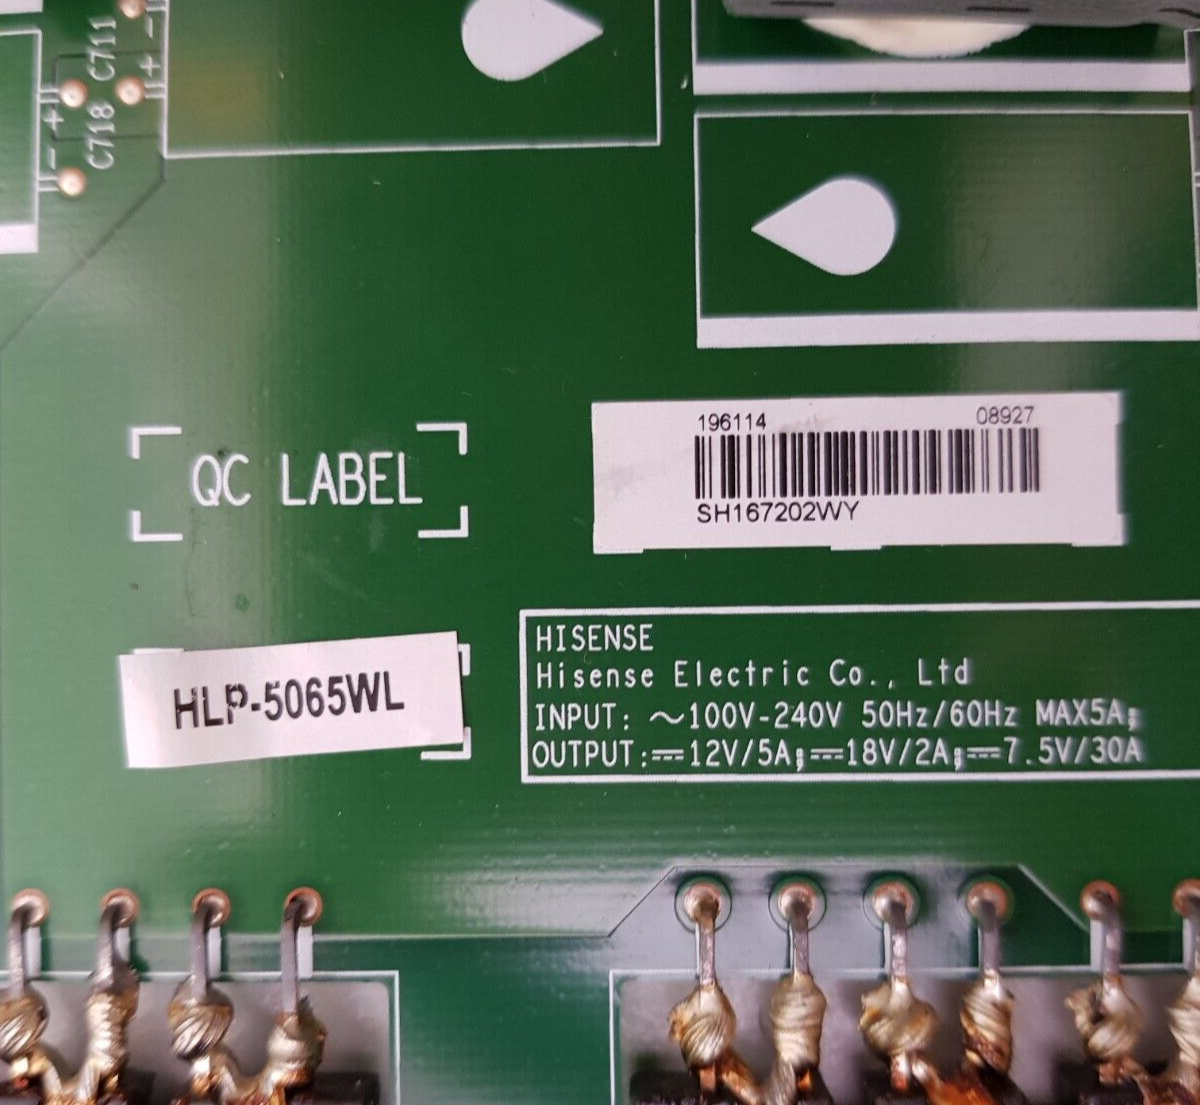 C711
C718
+ -
+ -
196114 08927
SH167202WY
QC LABEL
HLP-5065WL
HISENSE
Hisense Electric Co., Ltd
INPUT: ~100V-240V 50Hz/60Hz MAX5A;
OUTPUT:⎓12V/5A;⎓18V/2A;⎓7.5V/30A